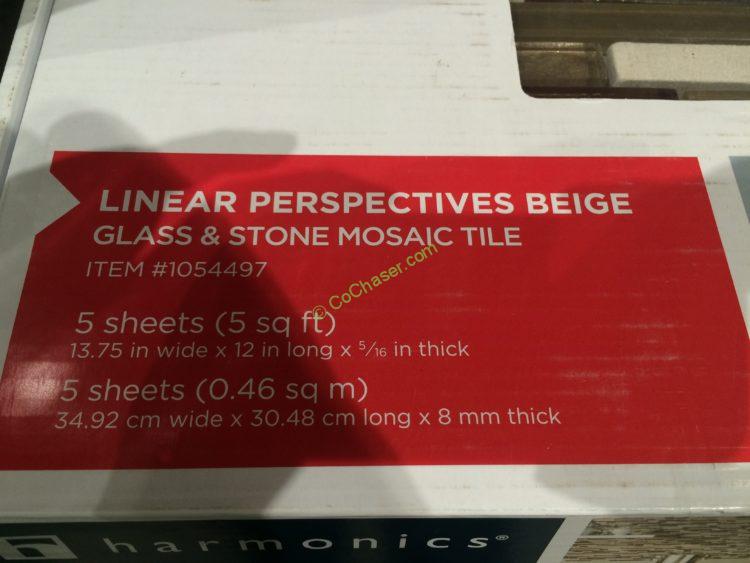 LINEAR PERSPECTIVES BEIGE
GLASS & STONE MOSAIC TILE
ITEM #1054497
© CoChaser.com
5 sheets (5 sq ft)
13.75 in wide x 12 in long x 5/16 in thick
5 sheets (0.46 sq m)
34.92 cm wide x 30.48 cm long x 8 mm thick
harmonics®